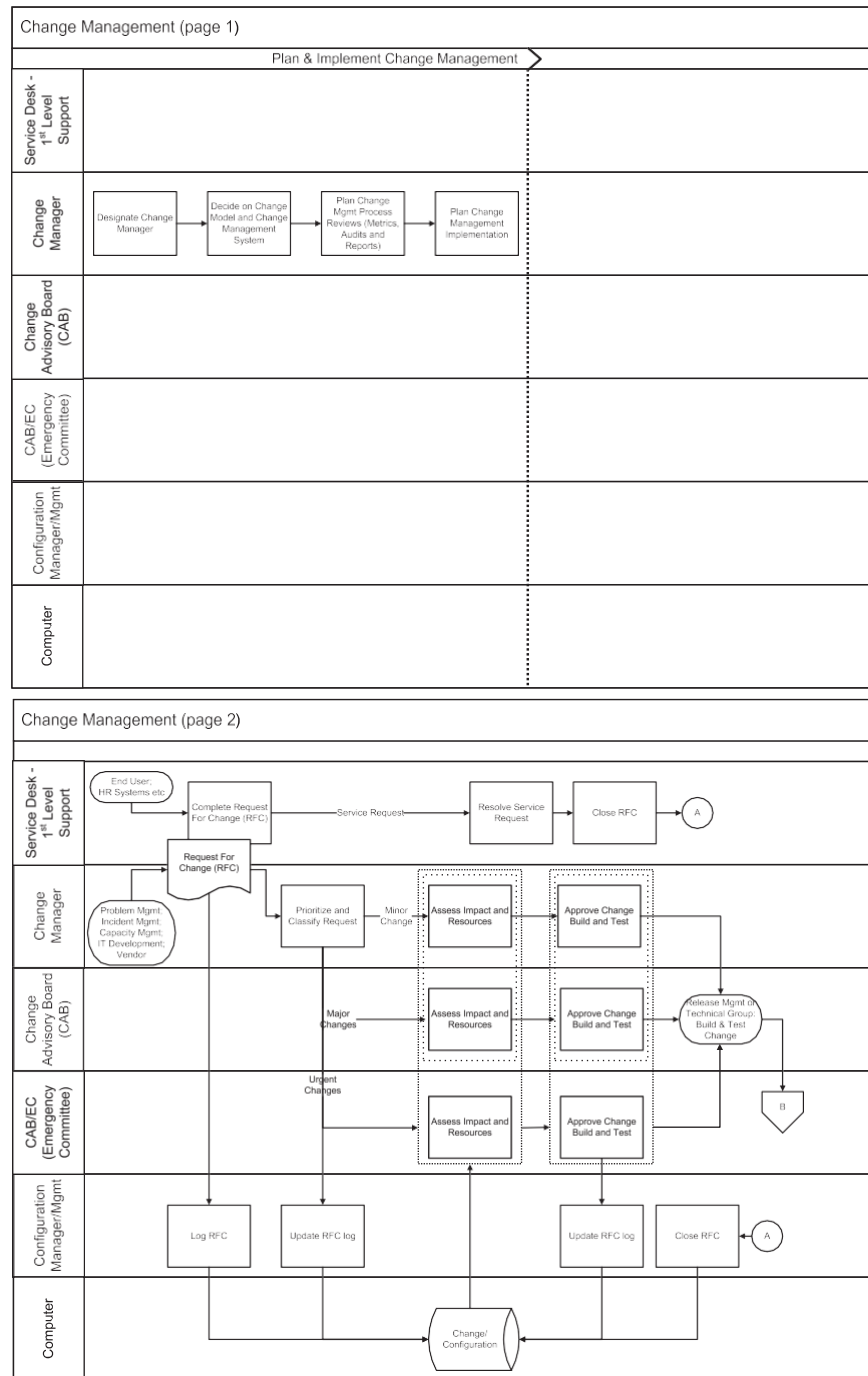 Change Management (page 1)
Plan & Implement Change Management
Service Desk -
1st Level
Support
Change
Manager
Designate Change
Manager
Decide on Change
Model and Change
Management
System
Plan Change
Mgmt Process
Reviews (Metrics,
Audits and
Reports)
Plan Change
Management
Implementation
Change
Advisory Board
(CAB)
CAB/EC
(Emergency
Committee)
Configuration
Manager/Mgmt
Computer
Change Management (page 2)
Service Desk -
1st Level
Support
End User;
HR Systems etc
Complete Request
For Change (RFC)
Service Request
Resolve Service
Request
Close RFC
A
Request For
Change (RFC)
Change
Manager
Problem Mgmt;
Incident Mgmt;
Capacity Mgmt;
IT Development;
Vendor
Prioritize and
Classify Request
Minor
Change
Assess Impact and
Resources
Approve Change
Build and Test
Change
Advisory Board
(CAB)
Major
Changes
Assess Impact and
Resources
Approve Change
Build and Test
Release Mgmt or
Technical Group:
Build & Test
Change
CAB/EC
(Emergency
Committee)
Urgent
Changes
Assess Impact and
Resources
Approve Change
Build and Test
B
Configuration
Manager/Mgmt
Log RFC
Update RFC log
Update RFC log
Close RFC
A
Computer
Change/
Configuration